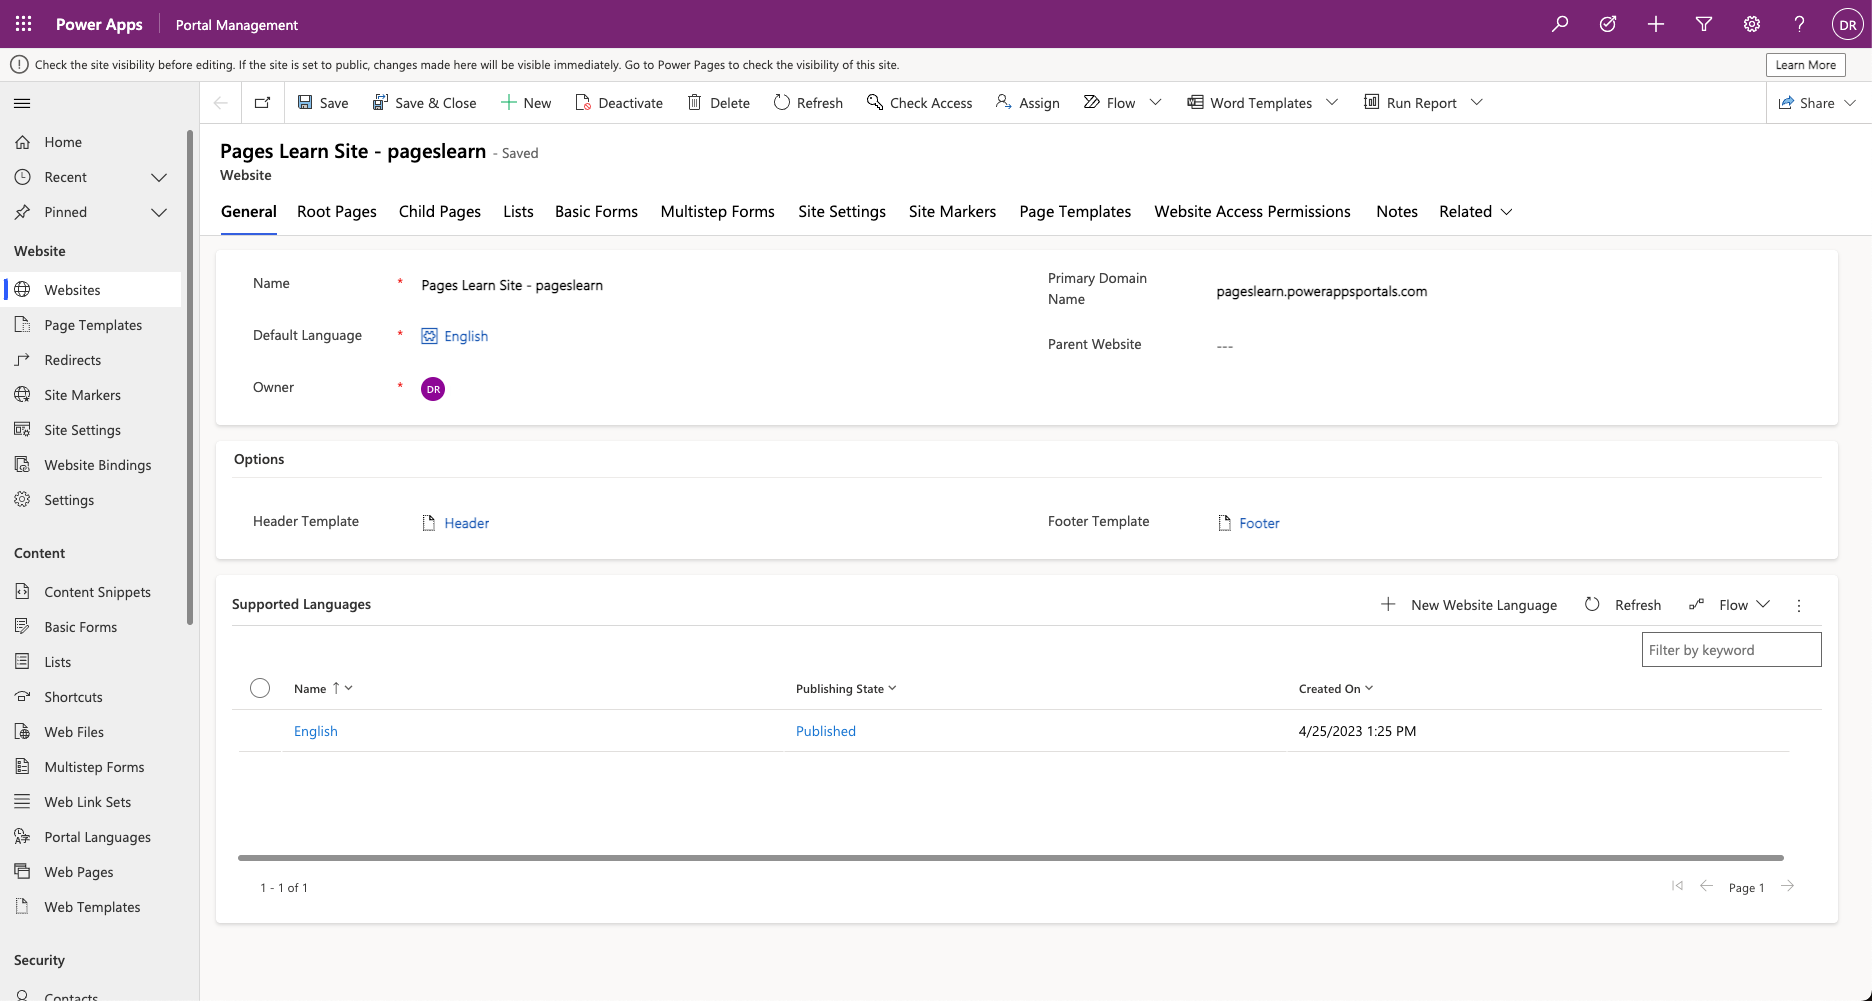 Power Apps
Portal Management
DR
Check the site visibility before editing. If the site is set to public, changes made here will be visible immediately. Go to Power Pages to check the visibility of this site.
Learn More
Save
Save & Close
New
Deactivate
Delete
Refresh
Check Access
Assign
Flow
Word Templates
Run Report
Share
Home
Recent
Pinned
Website
Websites
Page Templates
Redirects
Site Markers
Site Settings
Website Bindings
Settings
Content
Content Snippets
Basic Forms
Lists
Shortcuts
Web Files
Multistep Forms
Web Link Sets
Portal Languages
Web Pages
Web Templates
Security
Contacts
Pages Learn Site - pageslearn - Saved
Website
General
Root Pages
Child Pages
Lists
Basic Forms
Multistep Forms
Site Settings
Site Markers
Page Templates
Website Access Permissions
Notes
Related
Name * Pages Learn Site - pageslearn
Default Language * English
Owner * DR
Primary Domain
Name
pageslearn.powerappsportals.com
Parent Website ---
Options
Header Template Header
Footer Template Footer
Supported Languages
New Website Language
Refresh
Flow
Filter by keyword
Name Publishing State Created On
English Published 4/25/2023 1:25 PM
1 - 1 of 1
Page 1